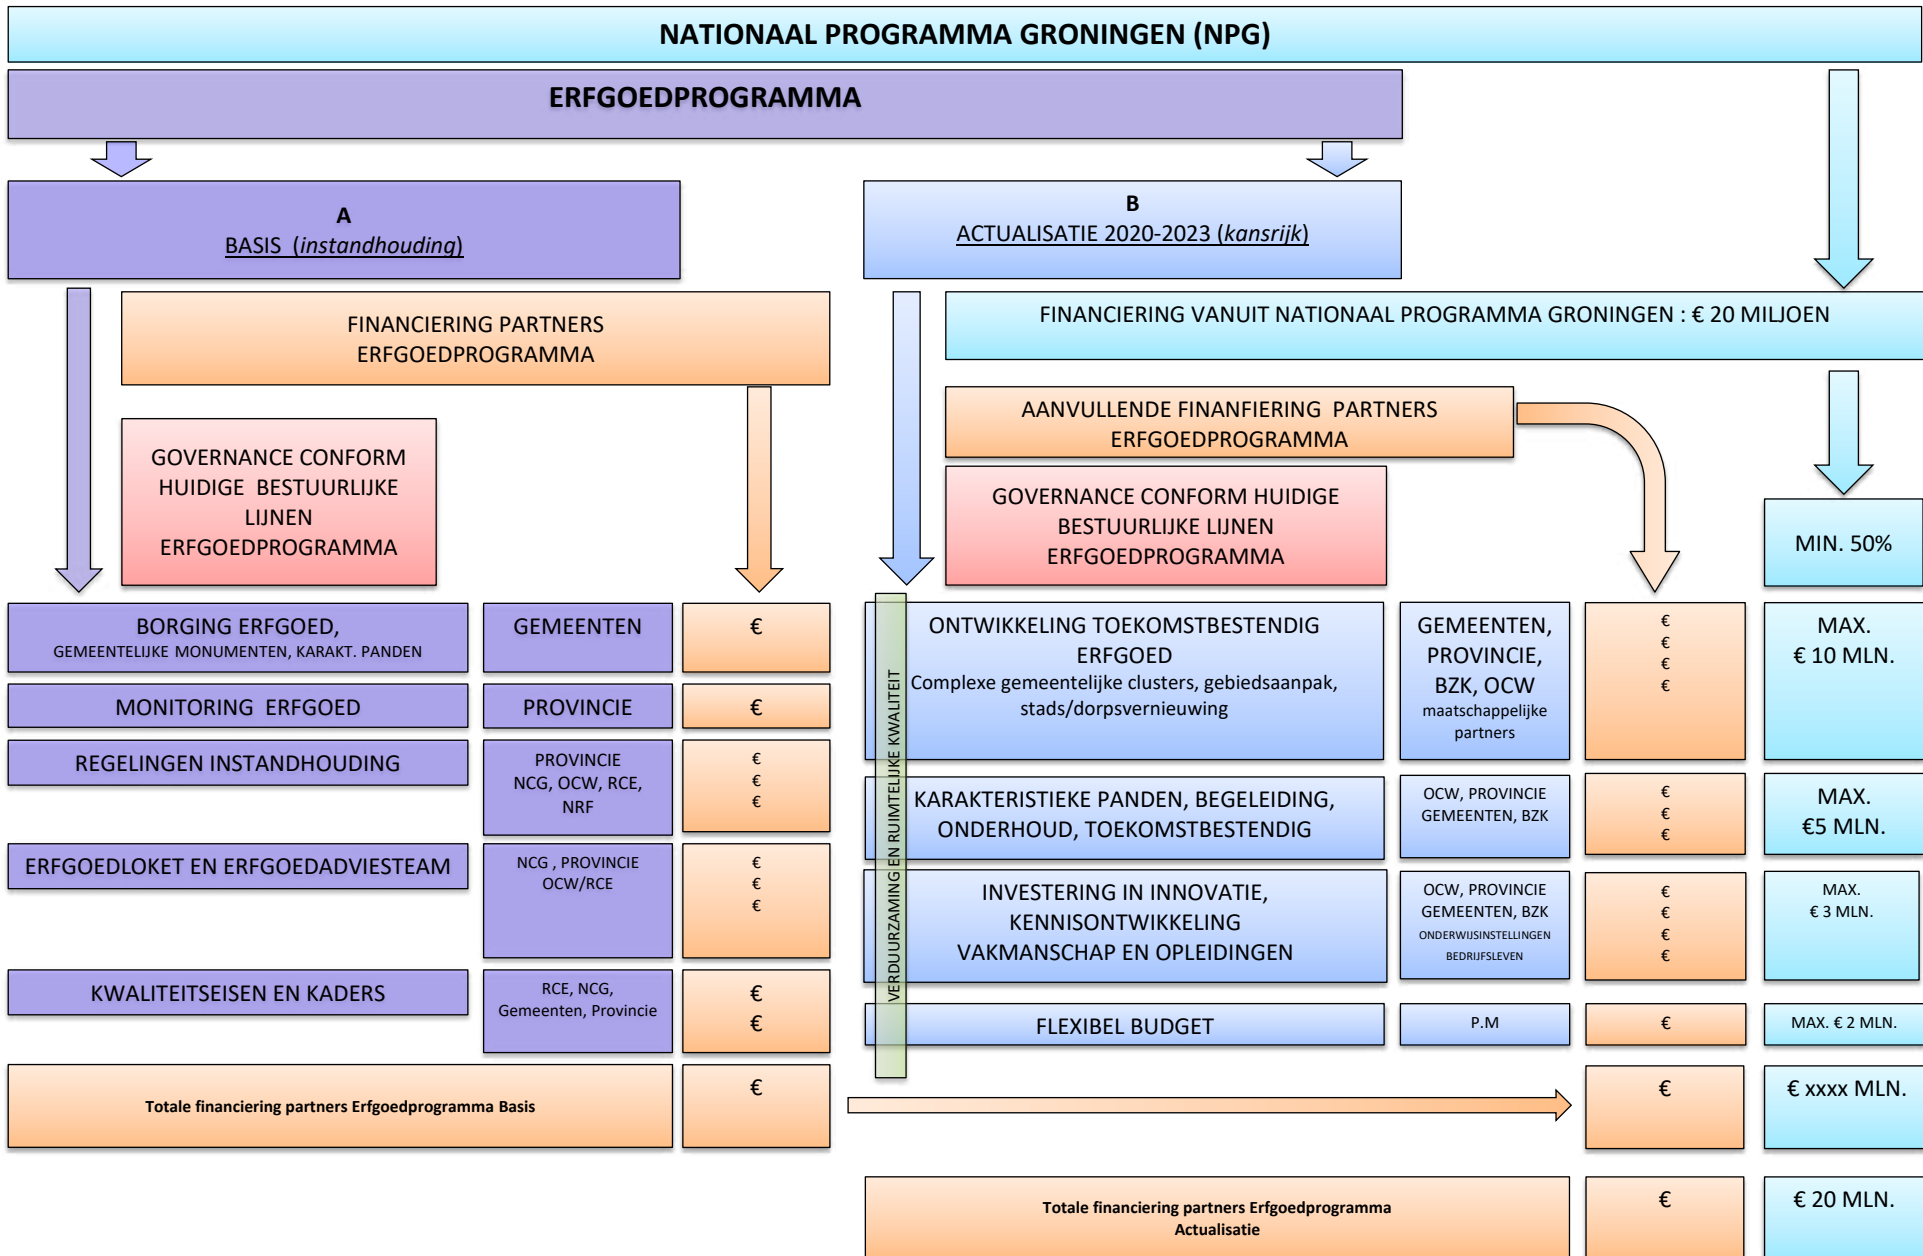 NATIONAAL PROGRAMMA GRONINGEN (NPG)
ERFGOEDPROGRAMMA
A
BASIS (instandhouding)
B
ACTUALISATIE 2020-2023 (kansrijk)
FINANCIERING PARTNERS
ERFGOEDPROGRAMMA
FINANCIERING VANUIT NATIONAAL PROGRAMMA GRONINGEN : € 20 MILJOEN
AANVULLENDE FINANFIERING PARTNERS
ERFGOEDPROGRAMMA
GOVERNANCE CONFORM
HUIDIGE BESTUURLIJKE
LIJNEN
ERFGOEDPROGRAMMA
GOVERNANCE CONFORM HUIDIGE
BESTUURLIJKE LIJNEN
ERFGOEDPROGRAMMA
MIN. 50%
BORGING ERFGOED,
GEMEENTELIJKE MONUMENTEN, KARAKT. PANDEN
GEMEENTEN
€
MONITORING ERFGOED
PROVINCIE
€
REGELINGEN INSTANDHOUDING
PROVINCIE
NCG, OCW, RCE,
NRF
€
€
€
ERFGOEDLOKET EN ERFGOEDADVIESTEAM
NCG , PROVINCIE
OCW/RCE
€
€
€
KWALITEITSEISEN EN KADERS
RCE, NCG,
Gemeenten, Provincie
€
€
Totale financiering partners Erfgoedprogramma Basis
€
VERDUURZAMING EN RUIMTELIJKE KWALITEIT
ONTWIKKELING TOEKOMSTBESTENDIG
ERFGOED
Complexe gemeentelijke clusters, gebiedsaanpak,
stads/dorpsvernieuwing
GEMEENTEN,
PROVINCIE,
BZK, OCW
maatschappelijke
partners
€
€
€
€
MAX.
€ 10 MLN.
KARAKTERISTIEKE PANDEN, BEGELEIDING,
ONDERHOUD, TOEKOMSTBESTENDIG
OCW, PROVINCIE
GEMEENTEN, BZK
€
€
€
MAX.
€5 MLN.
INVESTERING IN INNOVATIE,
KENNISONTWIKKELING
VAKMANSCHAP EN OPLEIDINGEN
OCW, PROVINCIE
GEMEENTEN, BZK
ONDERWIJSINSTELLINGEN
BEDRIJFSLEVEN
€
€
€
€
MAX.
€ 3 MLN.
FLEXIBEL BUDGET
P.M
€
MAX. € 2 MLN.
€
€ xxxx MLN.
Totale financiering partners Erfgoedprogramma
Actualisatie
€
€ 20 MLN.